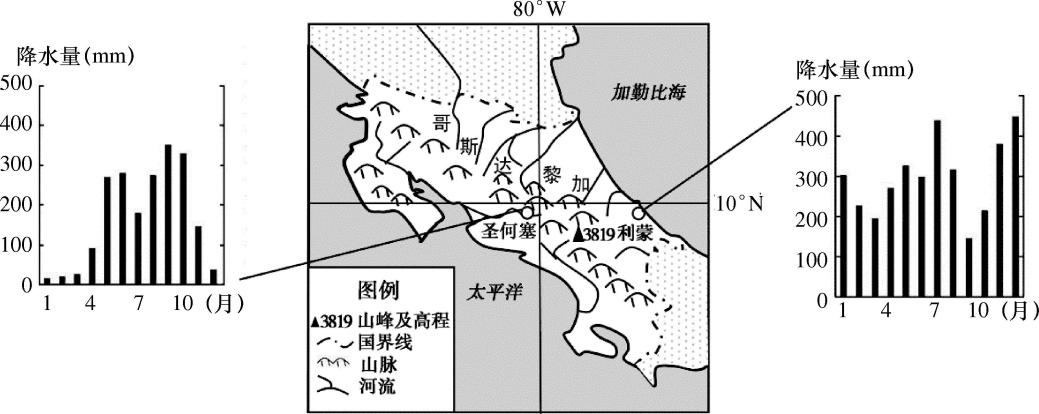 80°W
降水量(mm)
500
400
300
200
100
0
1 4 7 10 (月)
加勒比海
哥斯达黎加
10°N
圣何塞
▲3819 利蒙
太平洋
图例
▲3819 山峰及高程
国界线
山脉
河流
降水量(mm)
500
400
300
200
100
0
1 4 7 10 (月)